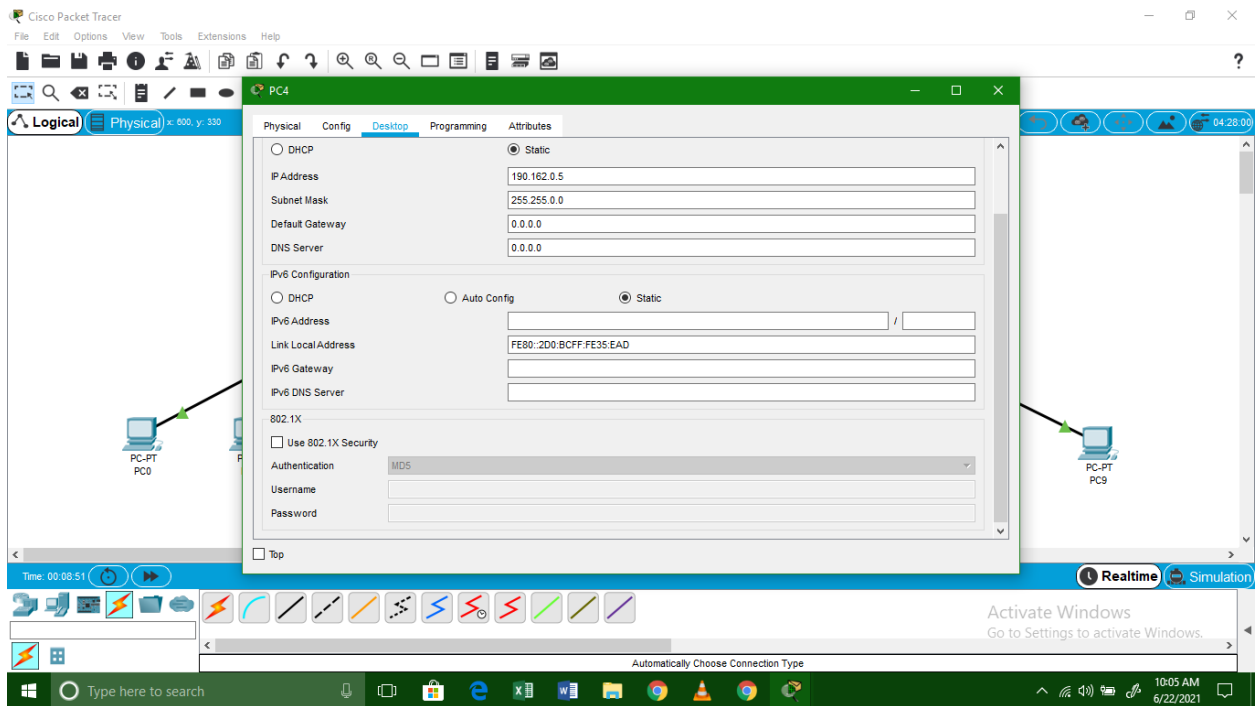 Cisco Packet Tracer
File Edit Options View Tools Extensions Help
?
PC4
Logical Physical x: 600, y: 330
04:28:00
Physical Config Desktop Programming Attributes
DHCP Static
IP Address 190.162.0.5
Subnet Mask 255.255.0.0
Default Gateway 0.0.0.0
DNS Server 0.0.0.0
IPv6 Configuration
DHCP Auto Config Static
IPv6 Address /
Link Local Address FE80::2D0:BCFF:FE35:EAD
IPv6 Gateway
IPv6 DNS Server
802.1X
Use 802.1X Security
Authentication MD5
Username
Password
PC-PT
PC0
P
PC-PT
PC9
Top
Time: 00:08:51
Realtime Simulation
Activate Windows
Go to Settings to activate Windows.
Automatically Choose Connection Type
Type here to search
10:05 AM
6/22/2021